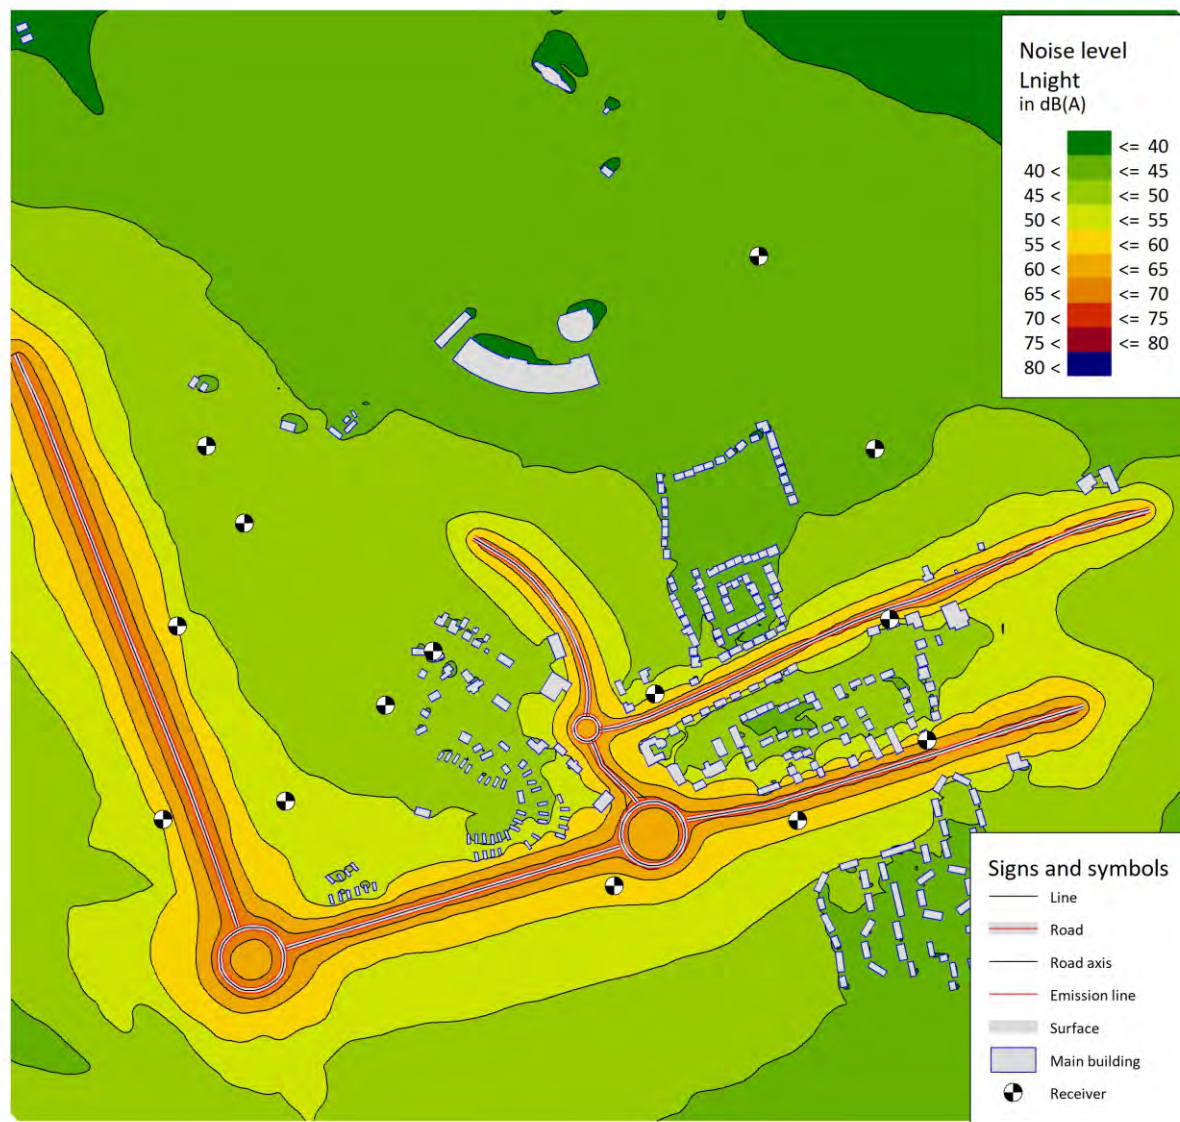 Noise level
Lnight
in dB(A)
<= 40
40 < <= 45
45 < <= 50
50 < <= 55
55 < <= 60
60 < <= 65
65 < <= 70
70 < <= 75
75 < <= 80
80 <
Signs and symbols
Line
Road
Road axis
Emission line
Surface
Main building
Receiver